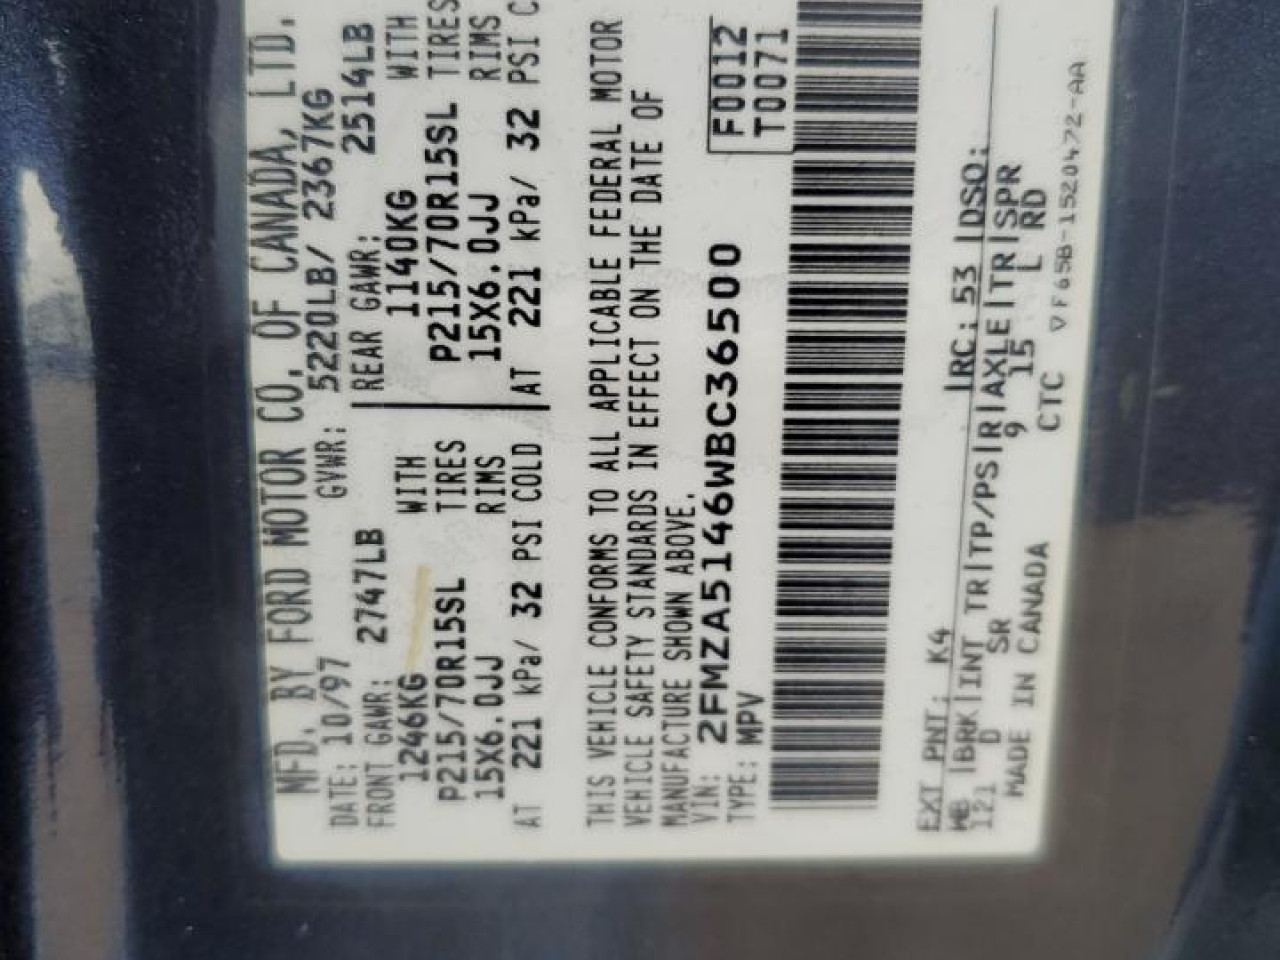 MFD. BY FORD MOTOR CO. OF CANADA, LTD.
DATE: 10/97 GVWR: 5220LB/ 2367KG
FRONT GAWR: 2747LB REAR GAWR: 2514LB
1246KG WITH 1140KG WITH
P215/70R15SL TIRES P215/70R15SL TIRES
15X6.0JJ RIMS 15X6.0JJ RIMS
AT 221 kPa/ 32 PSI COLD AT 221 kPa/ 32 PSI C
THIS VEHICLE CONFORMS TO ALL APPLICABLE FEDERAL MOTOR
VEHICLE SAFETY STANDARDS IN EFFECT ON THE DATE OF
MANUFACTURE SHOWN ABOVE.
VIN: 2FMZA5146WBC36500 F0012
TYPE: MPV T0071
EXT PNT: K4 RC: 53 DSO:
WB BRK INT TR TP/PS R AXLE TR SPR
121 D SR 9 15 L RD
MADE IN CANADA CTC ▽F65B-1520472-AA